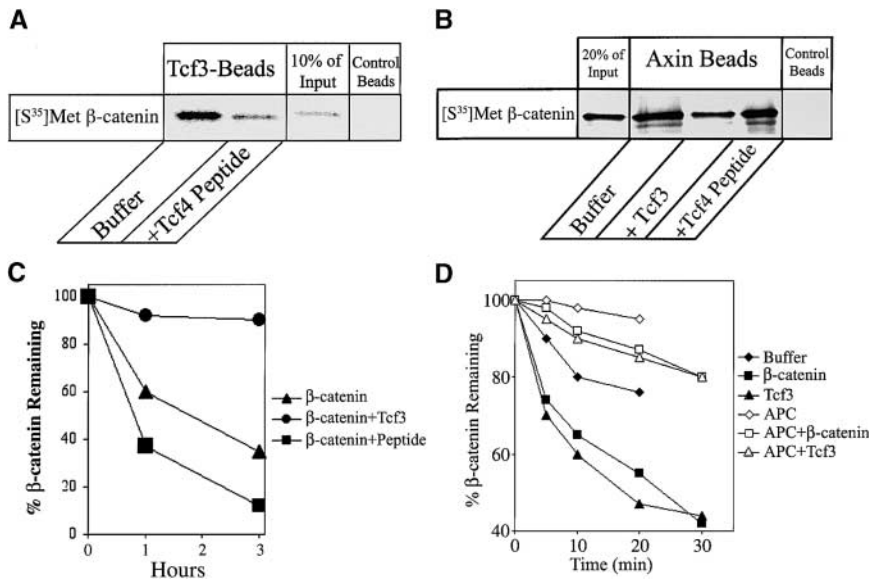 A
Tcf3-Beads
10% of
Input
Control
Beads
[S³⁵]Met β-catenin
Buffer
+Tcf4 Peptide
B
20% of
Input
Axin Beads
Control
Beads
[S³⁵]Met β-catenin
Buffer
+ Tcf3
+Tcf4 Peptide
C
% β-catenin Remaining
100
80
60
40
20
0
0 1 2 3
Hours
β-catenin
β-catenin+Tcf3
β-catenin+Peptide
D
% β-catenin Remaining
100
80
60
40
0 10 20 30
Time (min)
Buffer
β-catenin
Tcf3
APC
APC+β-catenin
APC+Tcf3